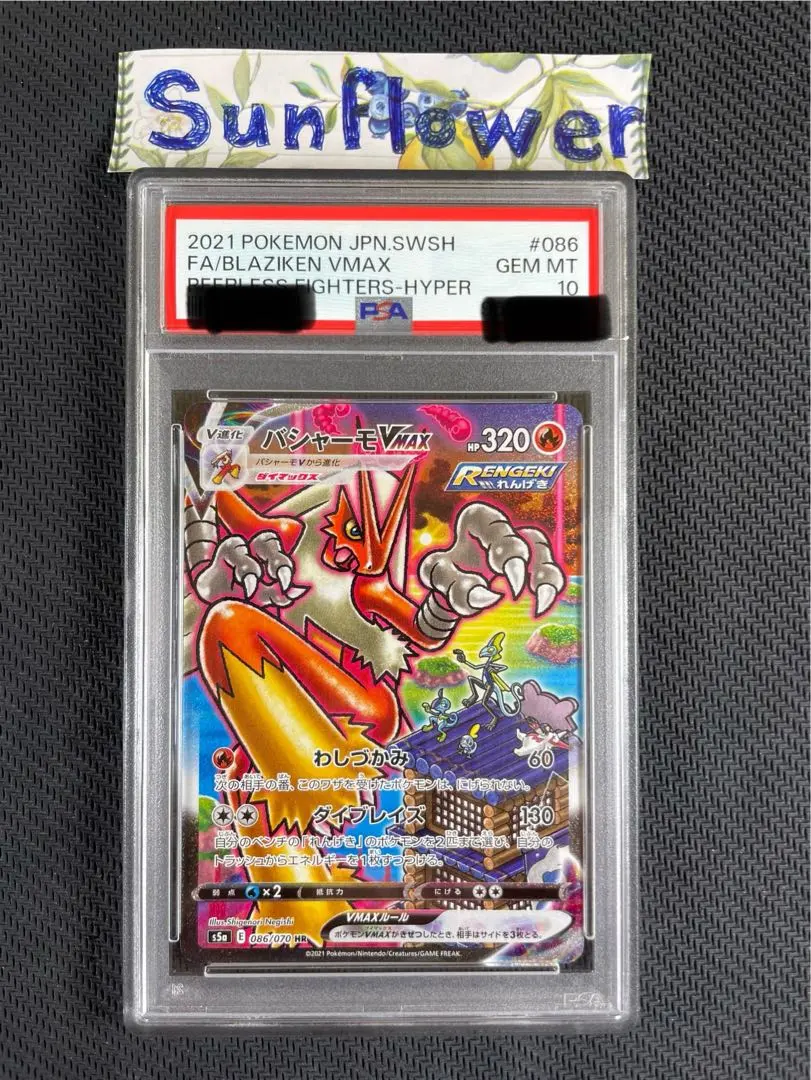 Sunflower
2021 POKEMON JPN.SWSH #086
FA/BLAZIKEN VMAX GEM MT
PEERLESS FIGHTERS-HYPER 10
PSA
V進化 バシャーモVMAX HP320
バシャーモVから進化
ダイマックス
RENGEKI
れんげき
わしづかみ 60
次の相手の番、このワザを受けたポケモンは、にげられない。
ダイブレイズ 130
自分のベンチの「れんげき」のポケモンを2匹まで選び、自分の
トラッシュからエネルギーを1枚ずつつける。
弱点 ×2 抵抗力 にげる
Illus. Shigenori Negishi
VMAXルール
ポケモンVMAXがきぜつしたとき、相手はサイドを3枚とる。
s5a E 086/070 HR
©2021 Pokémon/Nintendo/Creatures/GAME FREAK.